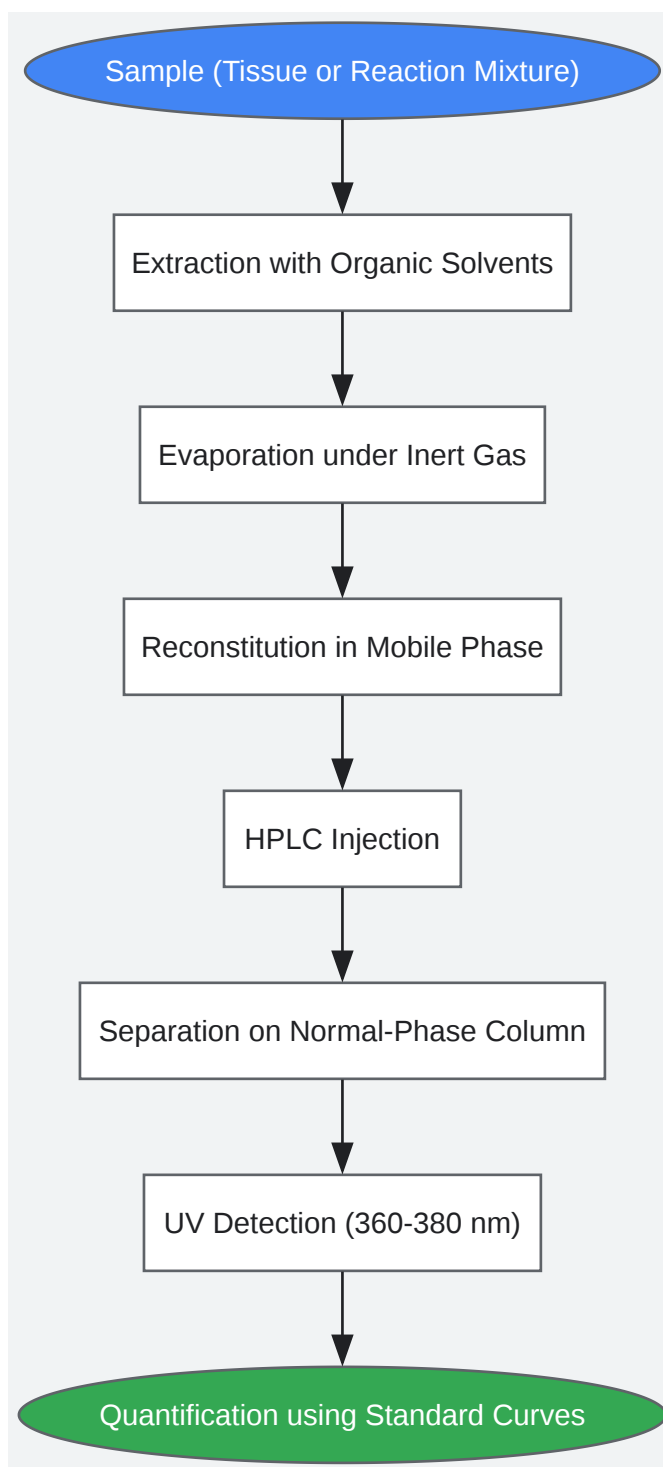 Sample (Tissue or Reaction Mixture)
Extraction with Organic Solvents
Evaporation under Inert Gas
Reconstitution in Mobile Phase
HPLC Injection
Separation on Normal-Phase Column
UV Detection (360-380 nm)
Quantification using Standard Curves